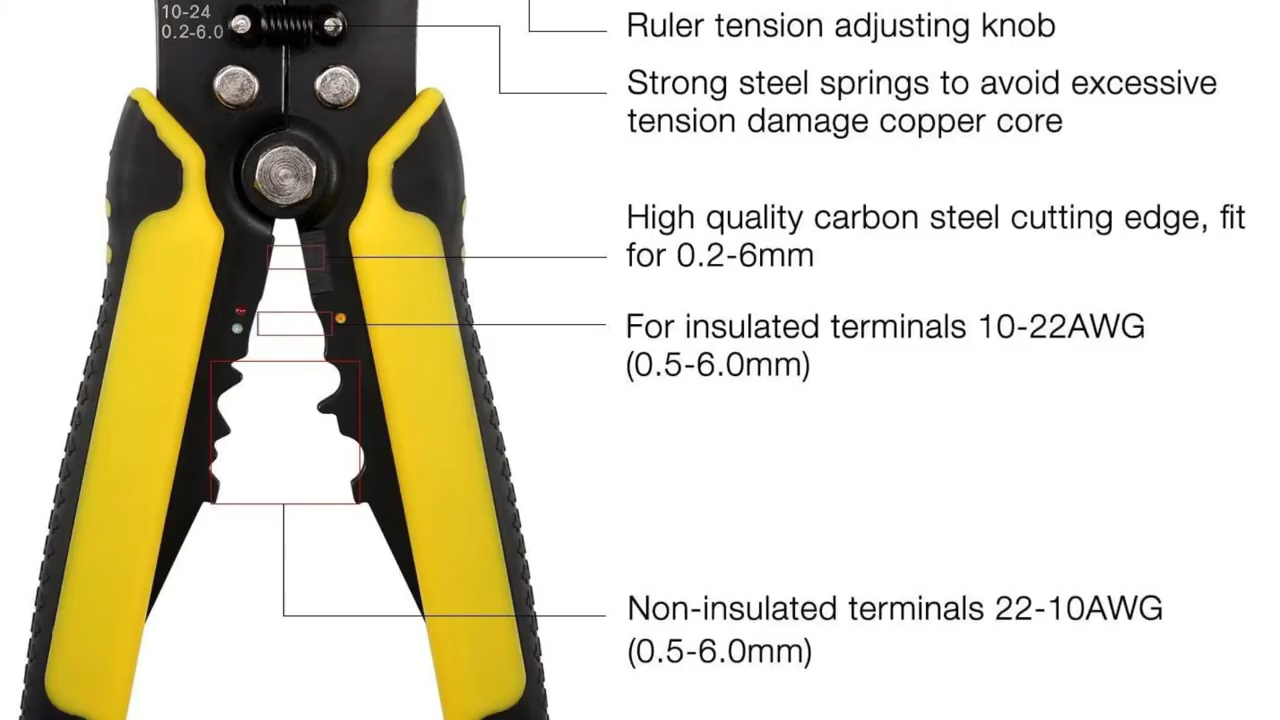 10-24
0.2-6.0
Ruler tension adjusting knob
Strong steel springs to avoid excessive
tension damage copper core
High quality carbon steel cutting edge, fit
for 0.2-6mm
For insulated terminals 10-22AWG
(0.5-6.0mm)
Non-insulated terminals 22-10AWG
(0.5-6.0mm)